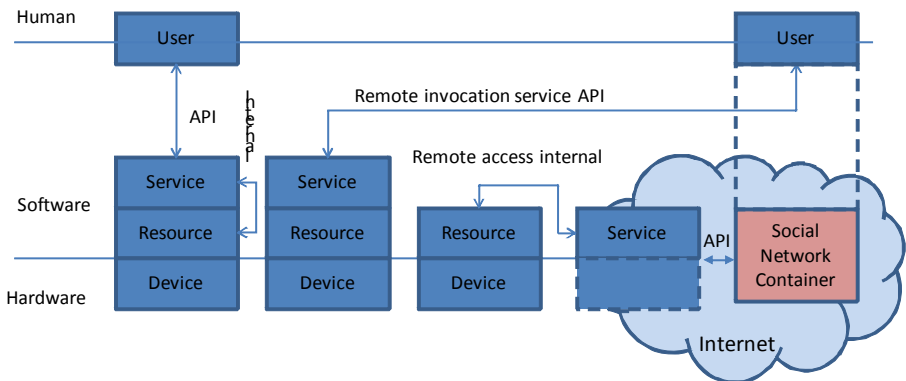 Human
User
User
Remote invocation service API
API
Internal
Remote access internal
Service
Service
Software
Resource
Resource
Resource
Service
API
Social
Network
Container
Device
Device
Device
Hardware
Internet